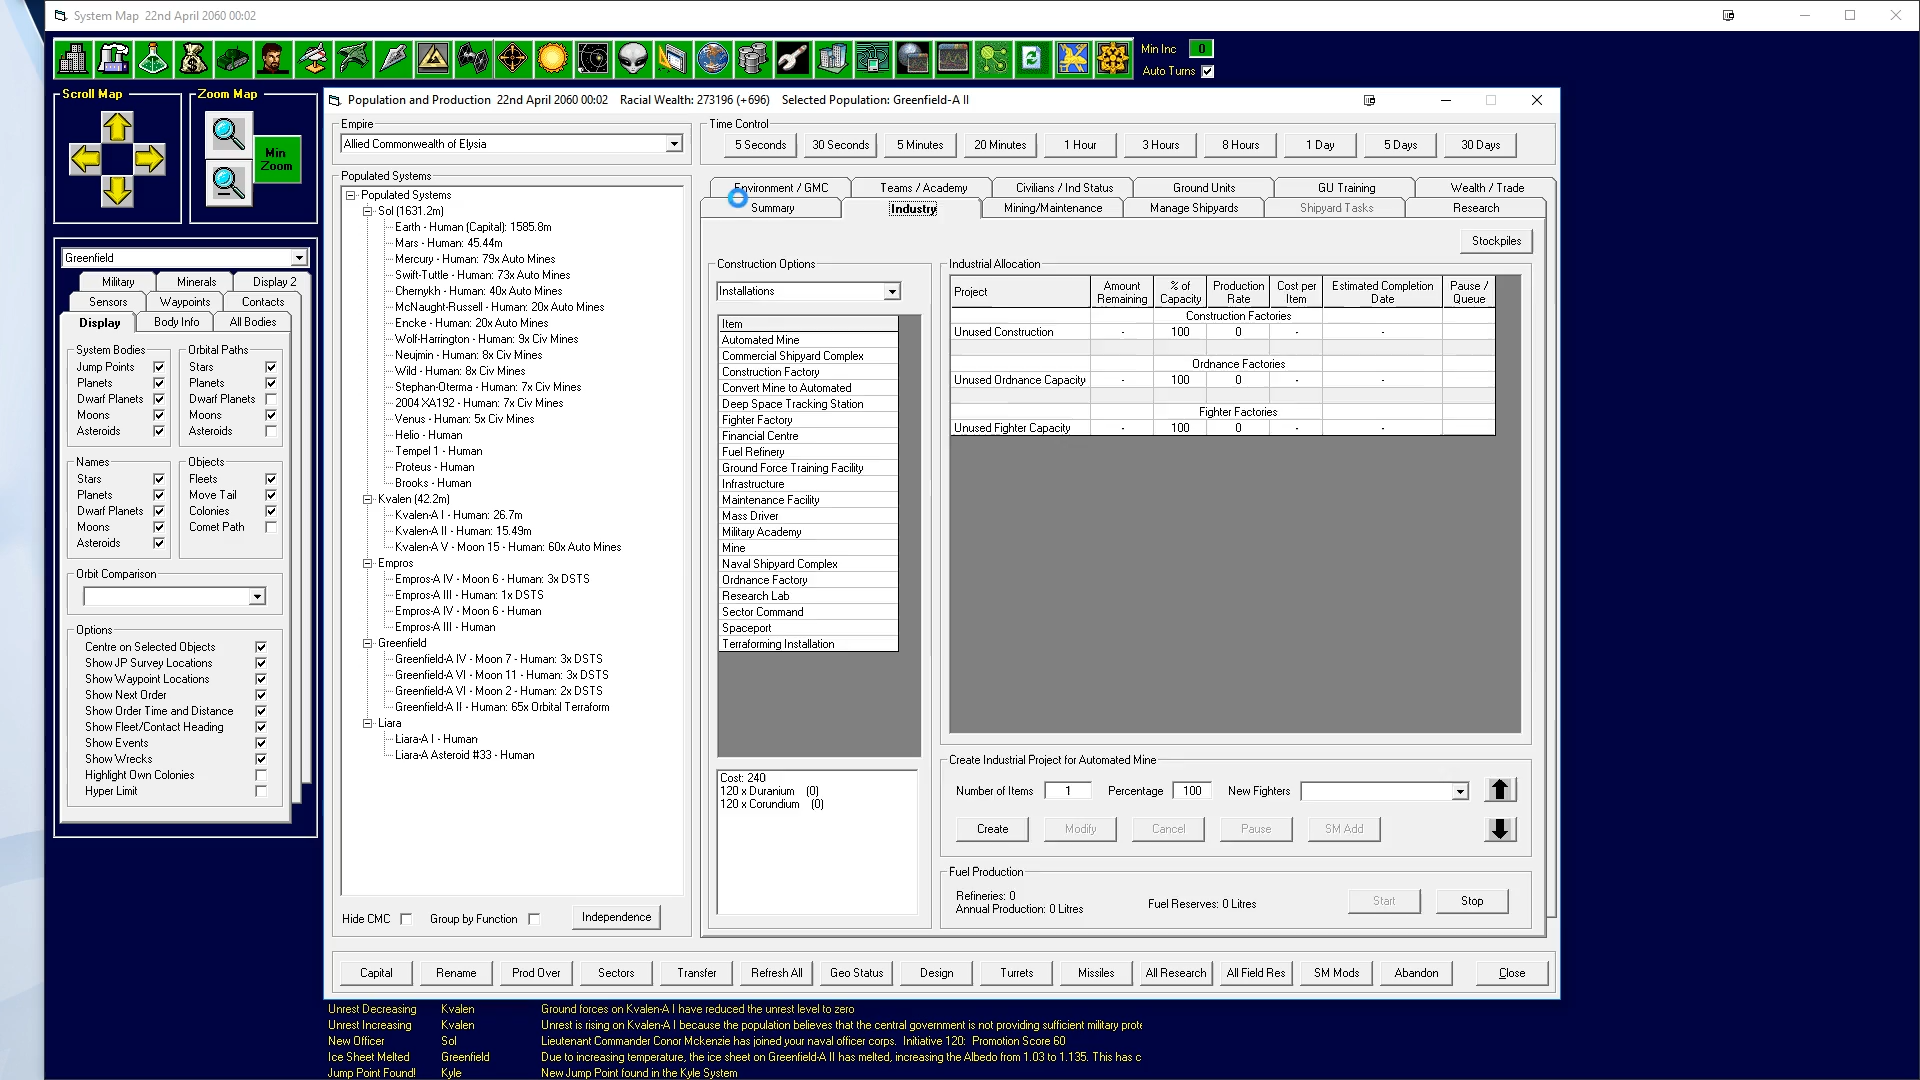 System Map  22nd April 2060 00:02
Min Inc 0
Auto Turns
Scroll Map
Zoom Map
Min Zoom
Greenfield
Military Minerals Display 2
Sensors Waypoints Contacts
Display Body Info All Bodies
System Bodies
Jump Points
Planets
Dwarf Planets
Moons
Asteroids
Orbital Paths
Stars
Planets
Dwarf Planets
Moons
Asteroids
Names
Stars
Planets
Dwarf Planets
Moons
Asteroids
Objects
Fleets
Move Tail
Colonies
Comet Path
Orbit Comparison
Options
Centre on Selected Objects
Show JP Survey Locations
Show Waypoint Locations
Show Next Order
Show Order Time and Distance
Show Fleet/Contact Heading
Show Events
Show Wrecks
Highlight Own Colonies
Hyper Limit
Population and Production  22nd April 2060 00:02    Racial Wealth: 273196 (+696)    Selected Population: Greenfield-A II
Empire
Allied Commonwealth of Elysia
Populated Systems
Populated Systems
Sol (1631.2m)
Earth - Human (Capital): 1585.8m
Mars - Human: 45.44m
Mercury - Human: 79x Auto Mines
Swift-Tuttle - Human: 73x Auto Mines
Chernykh - Human: 40x Auto Mines
McNaught-Russell - Human: 20x Auto Mines
Encke - Human: 20x Auto Mines
Wolf-Harrington - Human: 9x Civ Mines
Neujmin - Human: 8x Civ Mines
Wild - Human: 8x Civ Mines
Stephan-Oterma - Human: 7x Civ Mines
2004 XA192 - Human: 7x Civ Mines
Venus - Human: 5x Civ Mines
Helio - Human
Tempel 1 - Human
Proteus - Human
Brooks - Human
Kvalen (42.2m)
Kvalen-A I - Human: 26.7m
Kvalen-A II - Human: 15.49m
Kvalen-A V - Moon 15 - Human: 60x Auto Mines
Empros
Empros-A IV - Moon 6 - Human: 3x DSTS
Empros-A III - Human: 1x DSTS
Empros-A IV - Moon 6 - Human
Empros-A III - Human
Greenfield
Greenfield-A IV - Moon 7 - Human: 3x DSTS
Greenfield-A VI - Moon 11 - Human: 3x DSTS
Greenfield-A VI - Moon 2 - Human: 2x DSTS
Greenfield-A II - Human: 65x Orbital Terraform
Liara
Liara-A I - Human
Liara-A Asteroid #33 - Human
Hide CMC Group by Function Independence
Time Control
5 Seconds 30 Seconds 5 Minutes 20 Minutes 1 Hour 3 Hours 8 Hours 1 Day 5 Days 30 Days
Environment / GMC Teams / Academy Civilians / Ind Status Ground Units GU Training Wealth / Trade
Summary Industry Mining/Maintenance Manage Shipyards Shipyard Tasks Research
Stockpiles
Construction Options
Installations
Item
Automated Mine
Commercial Shipyard Complex
Construction Factory
Convert Mine to Automated
Deep Space Tracking Station
Fighter Factory
Financial Centre
Fuel Refinery
Ground Force Training Facility
Infrastructure
Maintenance Facility
Mass Driver
Military Academy
Mine
Naval Shipyard Complex
Ordnance Factory
Research Lab
Sector Command
Spaceport
Terraforming Installation
Cost: 240
120 x Duranium (0)
120 x Corundium (0)
Industrial Allocation
Project Amount Remaining % of Capacity Production Rate Cost per Item Estimated Completion Date Pause / Queue
Construction Factories
Unused Construction - 100 0 - -
Ordnance Factories
Unused Ordnance Capacity - 100 0 - -
Fighter Factories
Unused Fighter Capacity - 100 0 - -
Create Industrial Project for Automated Mine
Number of Items 1 Percentage 100 New Fighters
Create Modify Cancel Pause SM Add
Fuel Production
Refineries: 0
Annual Production: 0 Litres
Fuel Reserves: 0 Litres
Start Stop
Capital Rename Prod Over Sectors Transfer Refresh All Geo Status Design Turrets Missiles All Research All Field Res SM Mods Abandon Close
Unrest Decreasing Kvalen Ground forces on Kvalen-A I have reduced the unrest level to zero
Unrest Increasing Kvalen Unrest is rising on Kvalen-A I because the population believes that the central government is not providing sufficient military prote
New Officer Sol Lieutenant Commander Conor Mckenzie has joined your naval officer corps. Initiative 120: Promotion Score 60
Ice Sheet Melted Greenfield Due to increasing temperature, the ice sheet on Greenfield-A II has melted, increasing the Albedo from 1.03 to 1.135. This has c
Jump Point Found! Kyle New Jump Point found in the Kyle System